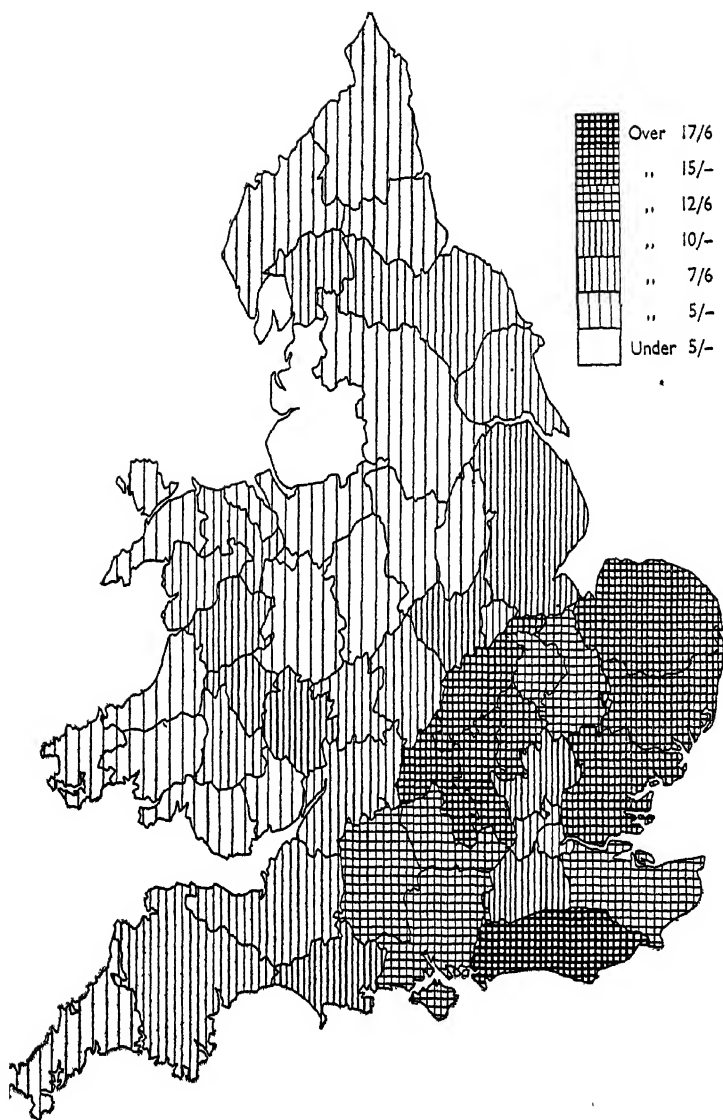 Over 17/6
„ 15/-
„ 12/6
„ 10/-
„ 7/6
„ 5/-
Under 5/-